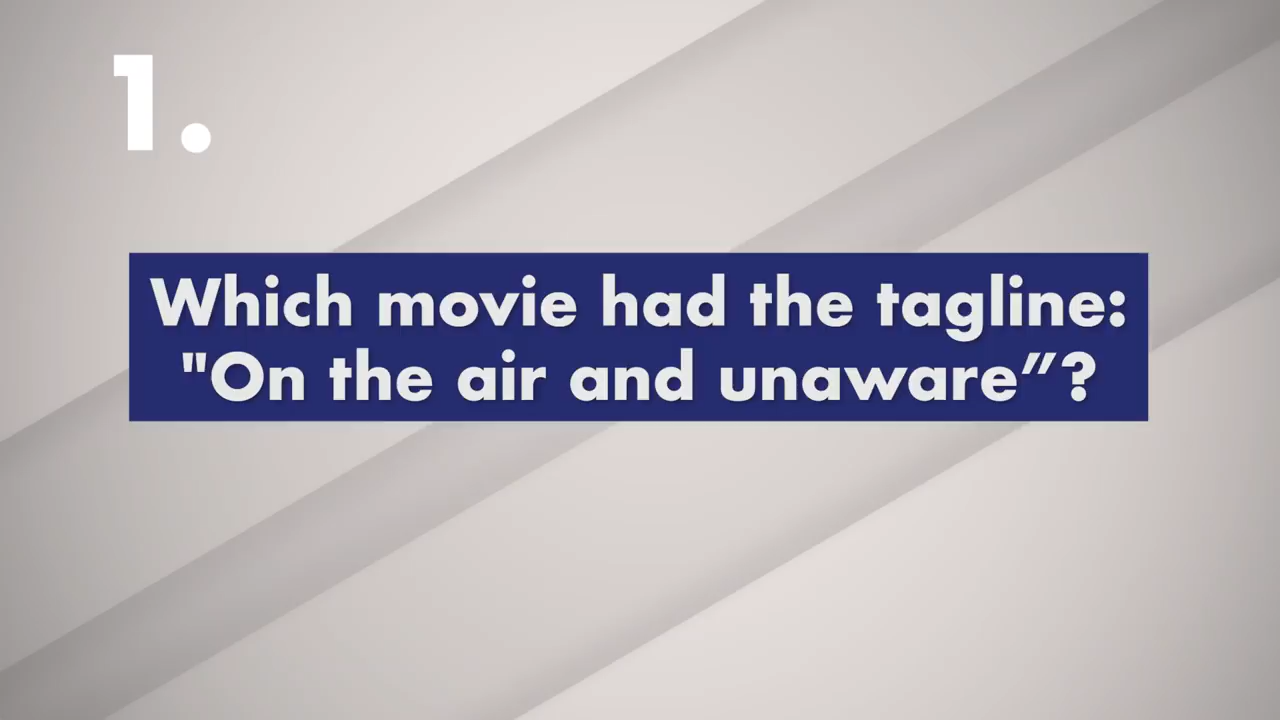 1.
Which movie had the tagline:
"On the air and unaware”?